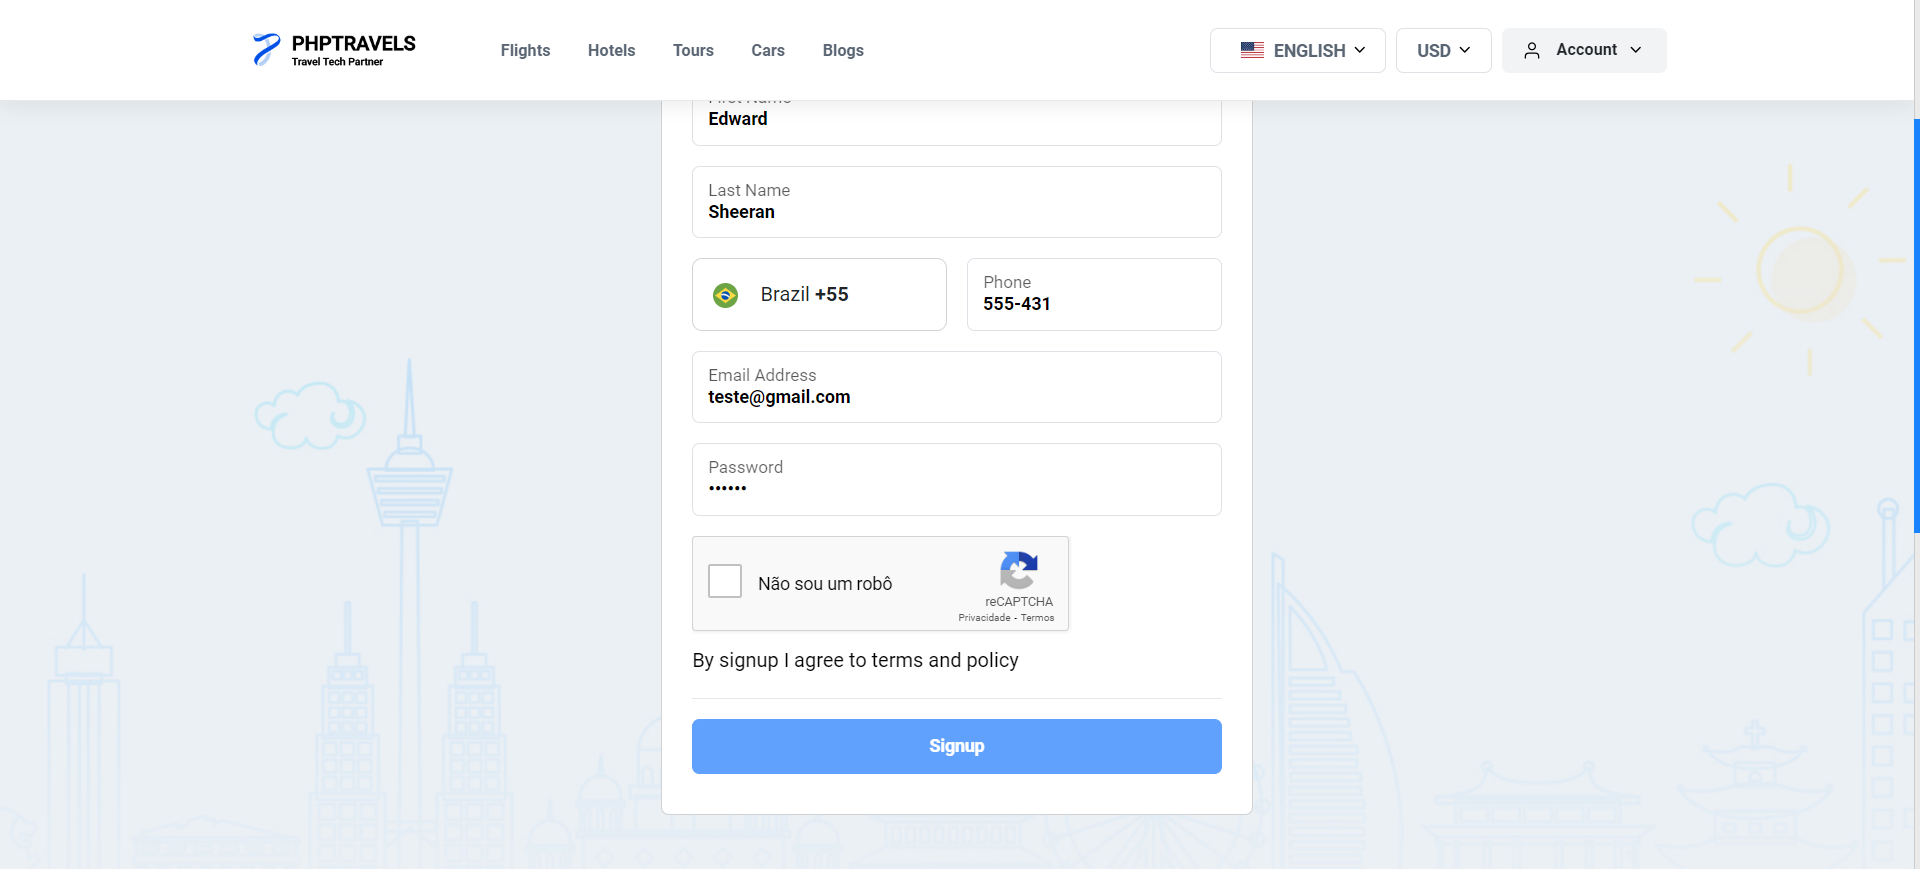 PHPTRAVELS
Travel Tech Partner
Flights
Hotels
Tours
Cars
Blogs
ENGLISH
USD
Account
First Name
Edward
Last Name
Sheeran
Brazil +55
Phone
555-431
Email Address
teste@gmail.com
Password
••••••
Não sou um robô
reCAPTCHA
Privacidade - Termos
By signup I agree to terms and policy
Signup